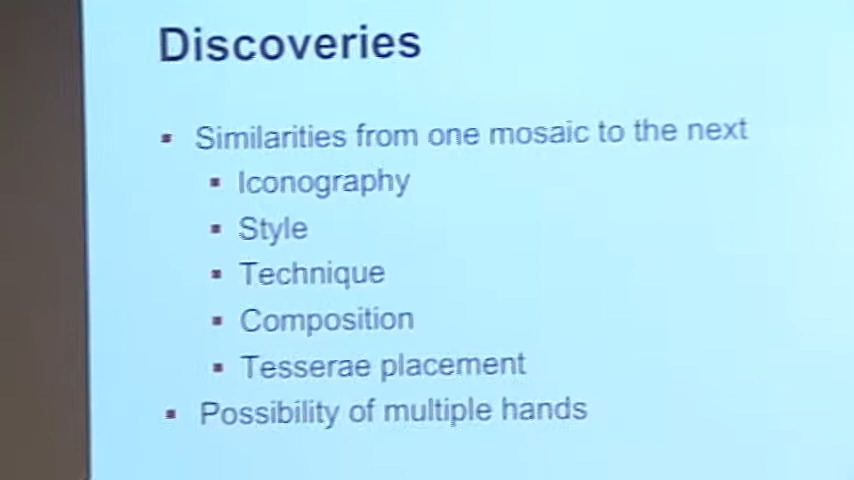 Discoveries
Similarities from one mosaic to the next
Iconography
Style
Technique
Composition
Tesserae placement
Possibility of multiple hands